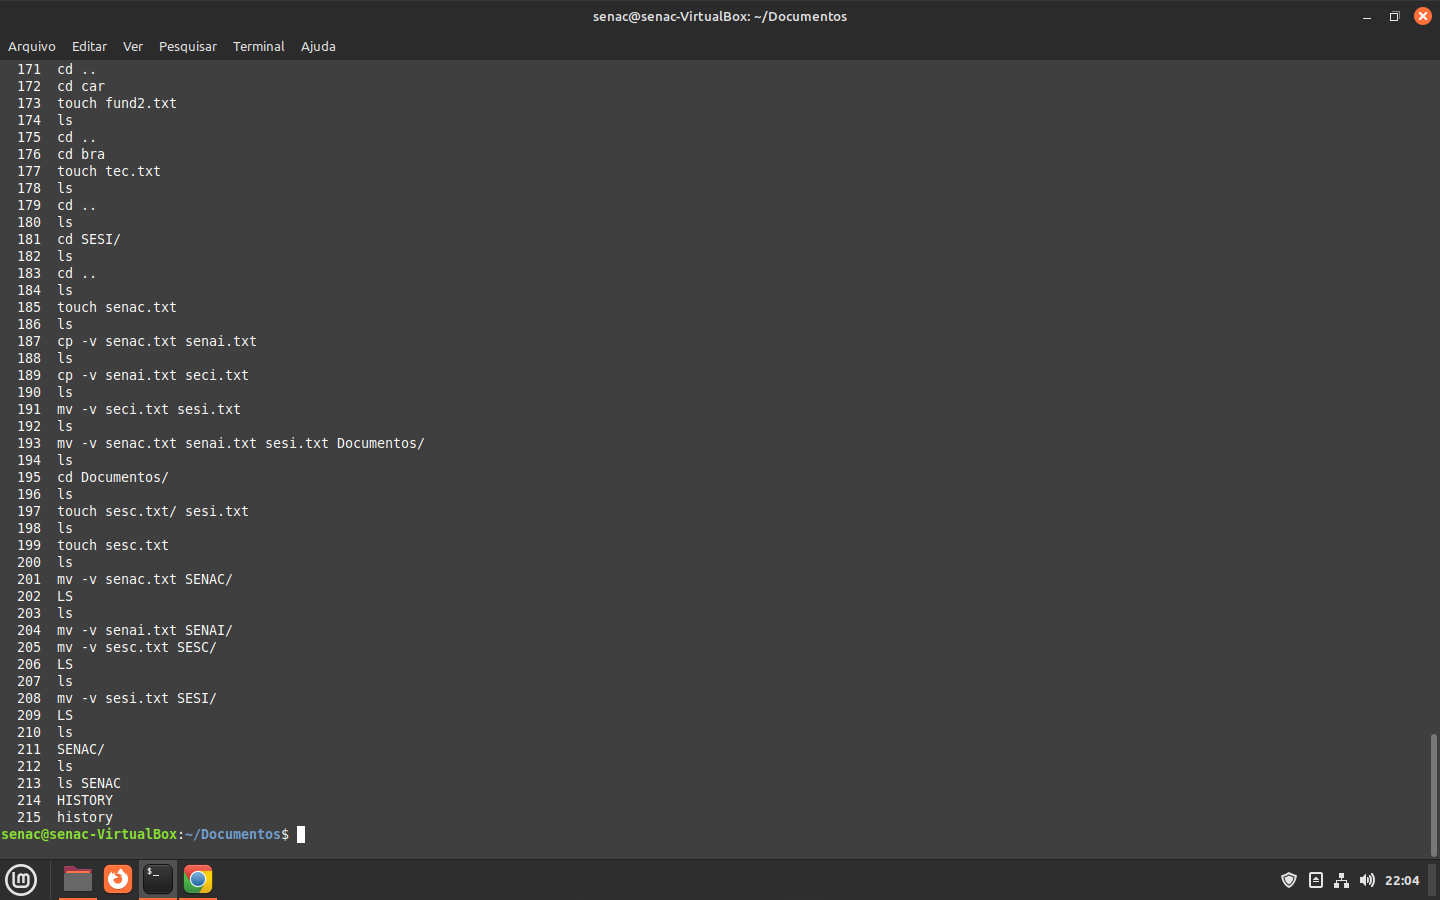 senac@senac-VirtualBox: ~/Documentos
Arquivo Editar Ver Pesquisar Terminal Ajuda
171 cd ..
172 cd car
173 touch fund2.txt
174 ls
175 cd ..
176 cd bra
177 touch tec.txt
178 ls
179 cd ..
180 ls
181 cd SESI/
182 ls
183 cd ..
184 ls
185 touch senac.txt
186 ls
187 cp -v senac.txt senai.txt
188 ls
189 cp -v senai.txt seci.txt
190 ls
191 mv -v seci.txt sesi.txt
192 ls
193 mv -v senac.txt senai.txt sesi.txt Documentos/
194 ls
195 cd Documentos/
196 ls
197 touch sesc.txt/ sesi.txt
198 ls
199 touch sesc.txt
200 ls
201 mv -v senac.txt SENAC/
202 LS
203 ls
204 mv -v senai.txt SENAI/
205 mv -v sesc.txt SESC/
206 LS
207 ls
208 mv -v sesi.txt SESI/
209 LS
210 ls
211 SENAC/
212 ls
213 ls SENAC
214 HISTORY
215 history
senac@senac-VirtualBox:~/Documentos$
$_
22:04